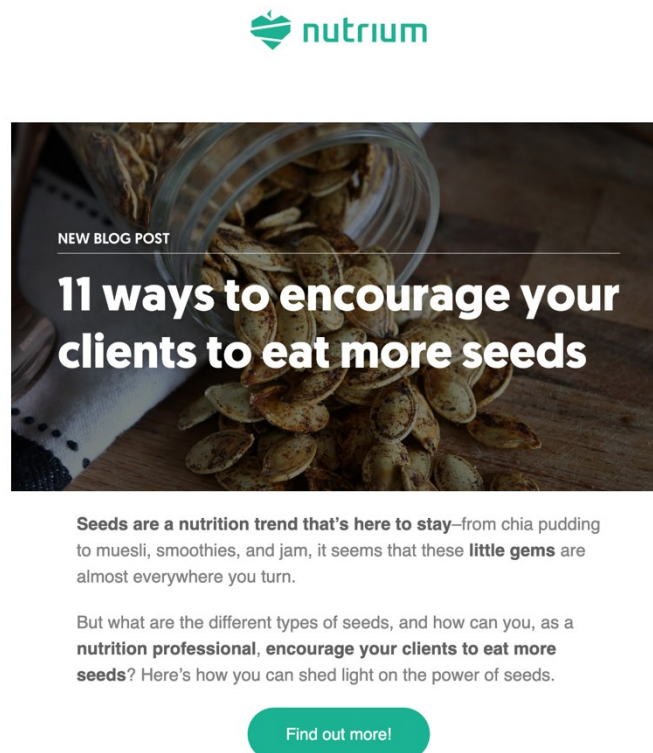 nutrium
NEW BLOG POST
11 ways to encourage your
clients to eat more seeds
Seeds are a nutrition trend that’s here to stay–from chia pudding
to muesli, smoothies, and jam, it seems that these little gems are
almost everywhere you turn.
But what are the different types of seeds, and how can you, as a
nutrition professional, encourage your clients to eat more
seeds? Here’s how you can shed light on the power of seeds.
Find out more!